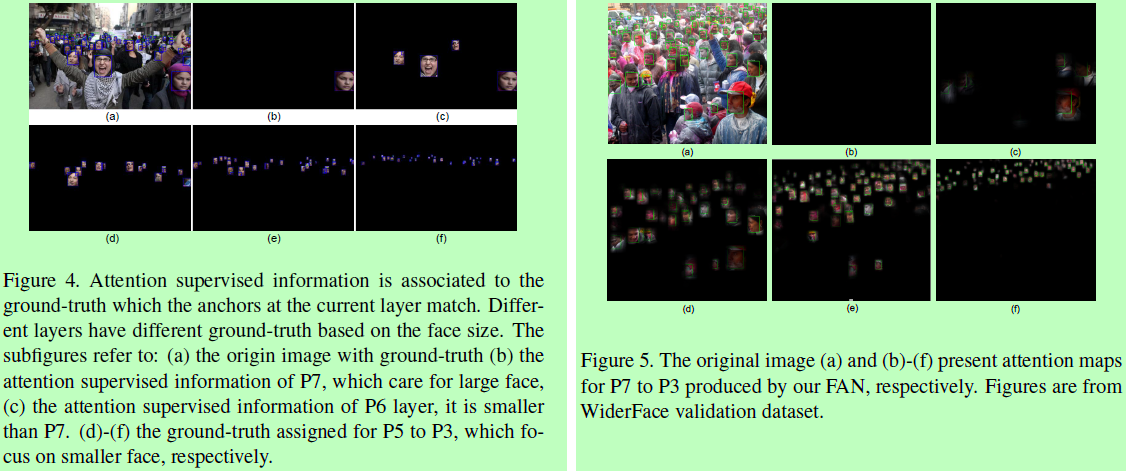 (a)
(b)
(c)
(d)
(e)
(f)
Figure 4. Attention supervised information is associated to the
ground-truth which the anchors at the current layer match. Differ-
ent layers have different ground-truth based on the face size. The
subfigures refer to: (a) the origin image with ground-truth (b) the
attention supervised information of P7, which care for large face,
(c) the attention supervised information of P6 layer, it is smaller
than P7. (d)-(f) the ground-truth assigned for P5 to P3, which fo-
cus on smaller face, respectively.
(a)
(b)
(c)
(d)
(e)
(f)
Figure 5. The original image (a) and (b)-(f) present attention maps
for P7 to P3 produced by our FAN, respectively. Figures are from
WiderFace validation dataset.